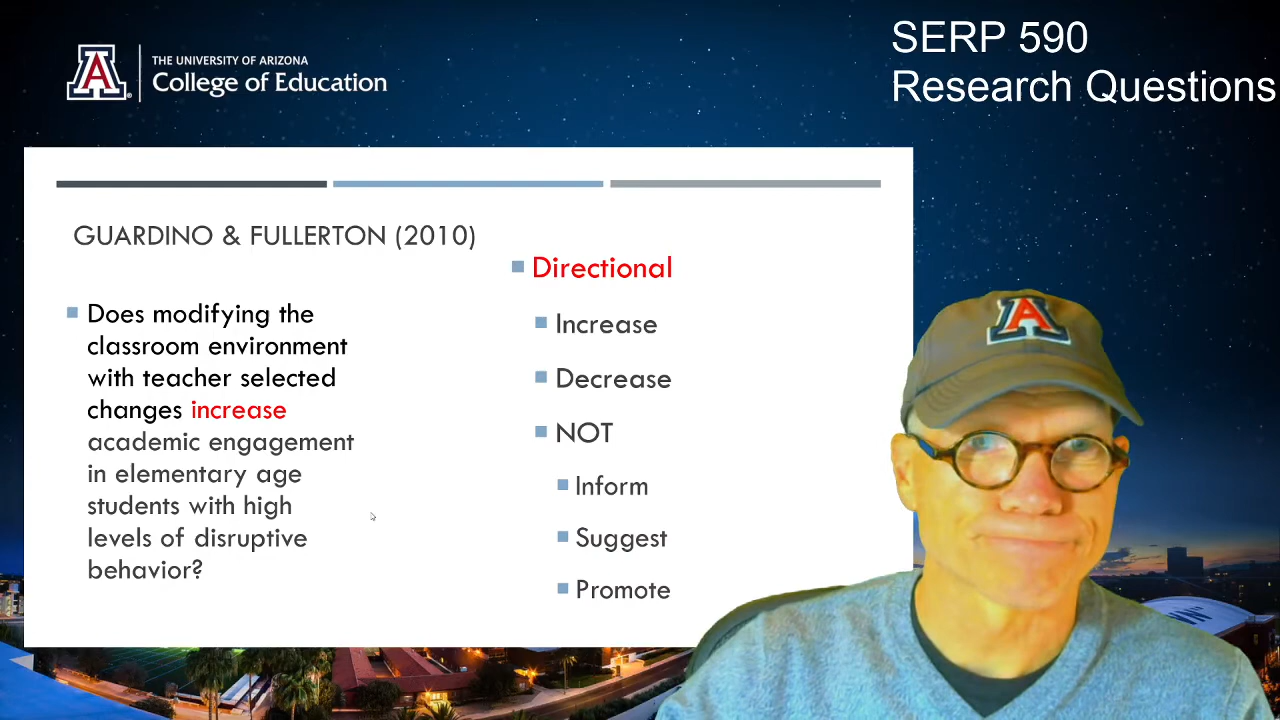 THE UNIVERSITY OF ARIZONA
College of Education
SERP 590
Research Questions
GUARDINO & FULLERTON (2010)
Does modifying the
classroom environment
with teacher selected
changes increase
academic engagement
in elementary age
students with high
levels of disruptive
behavior?
Directional
Increase
Decrease
NOT
Inform
Suggest
Promote
A
A